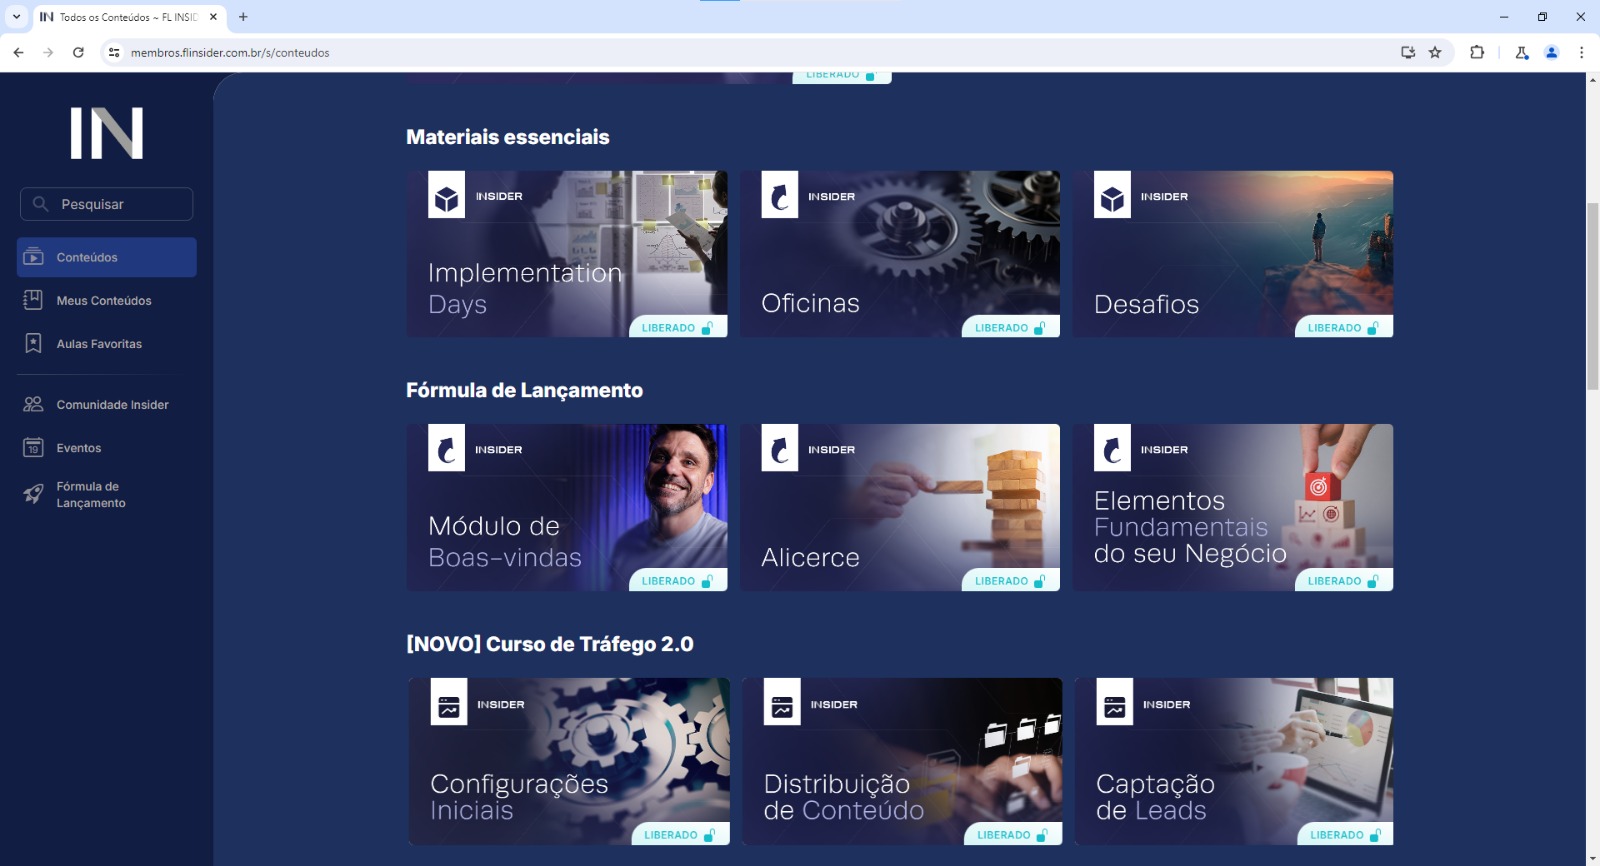 Todos os Conteúdos ~ FL INSID
membros.flinsider.com.br/s/conteudos
IN
Pesquisar
Conteúdos
Meus Conteúdos
Aulas Favoritas
Comunidade Insider
19
Eventos
Fórmula de
Lançamento
LIBERADO
Materiais essenciais
INSIDER
Implementation
Days
LIBERADO
INSIDER
Oficinas
LIBERADO
INSIDER
Desafios
LIBERADO
Fórmula de Lançamento
INSIDER
Módulo de
Boas-vindas
LIBERADO
INSIDER
Alicerce
LIBERADO
INSIDER
Elementos
Fundamentais
do seu Negócio
LIBERADO
[NOVO] Curso de Tráfego 2.0
INSIDER
Configurações
Iniciais
LIBERADO
INSIDER
Distribuição
de Conteúdo
LIBERADO
INSIDER
Captação
de Leads
LIBERADO